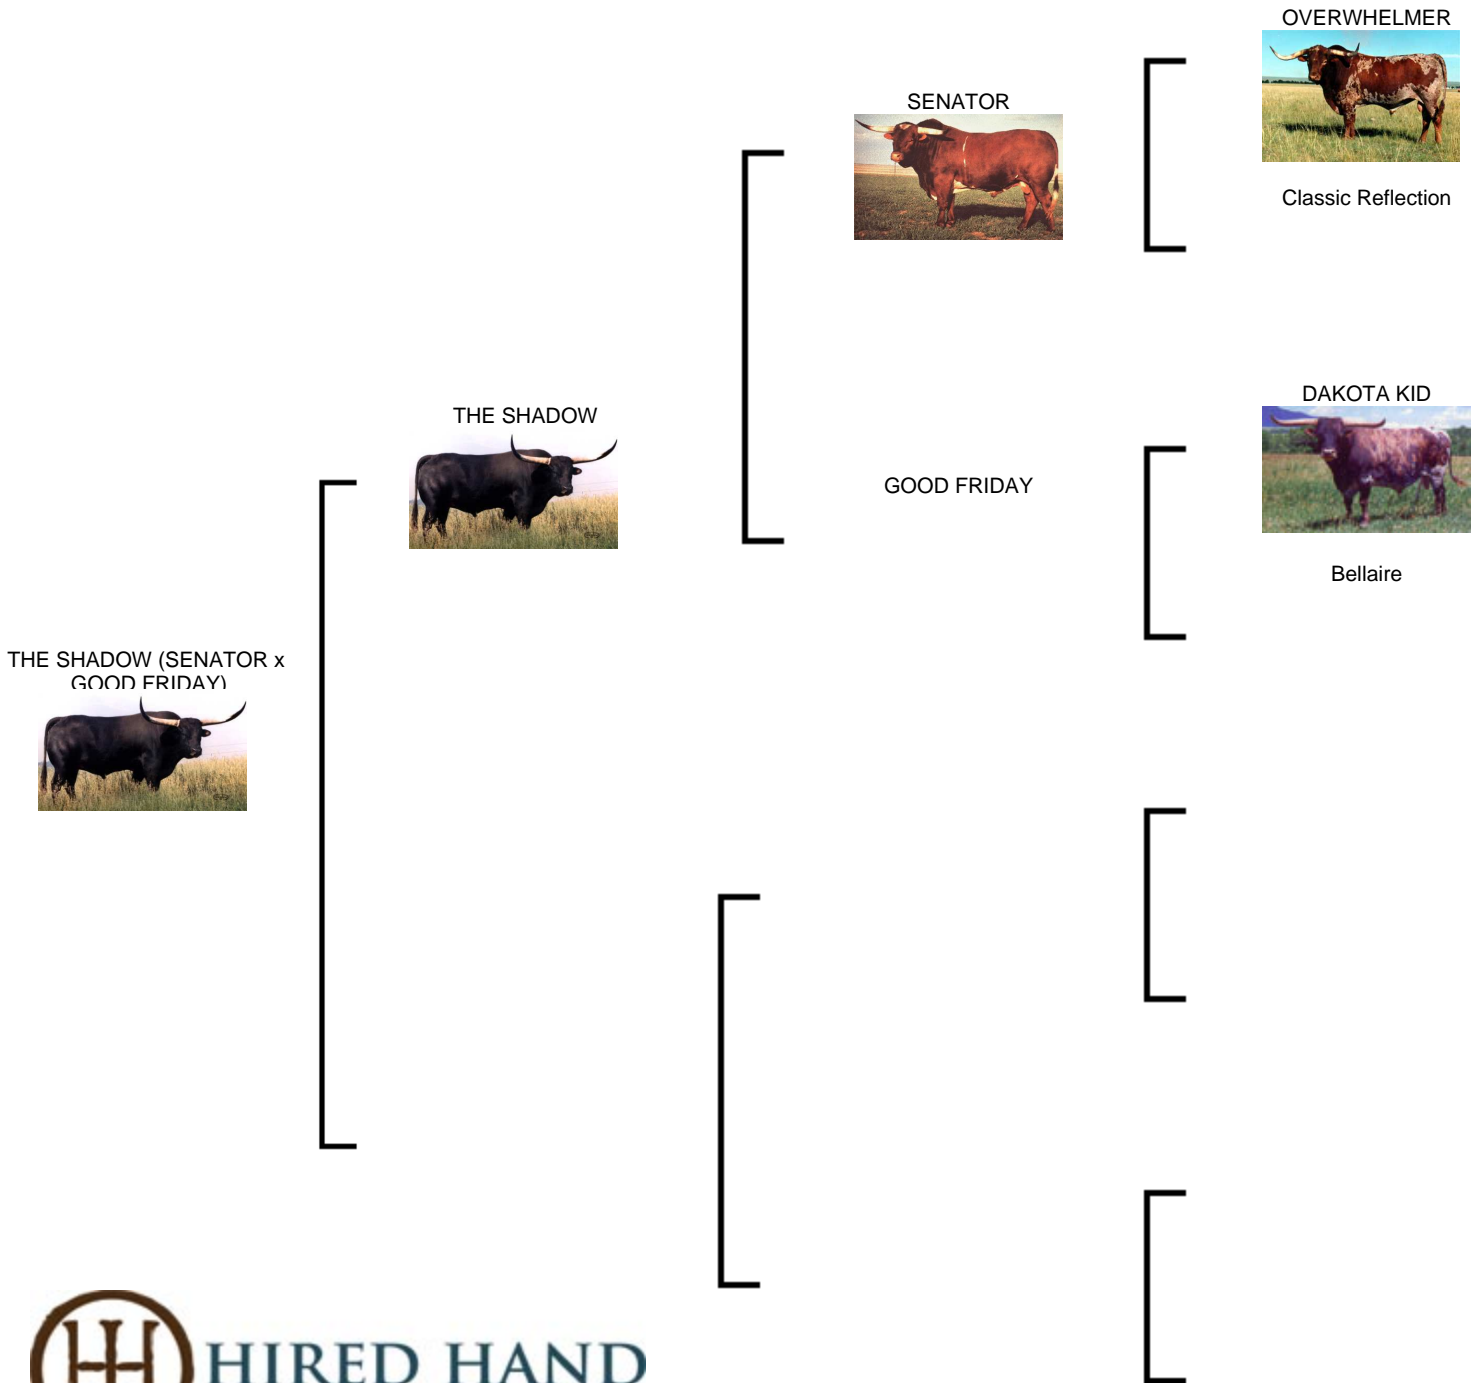 OVERWHELMER
SENATOR
Classic Reflection
DAKOTA KID
THE SHADOW
GOOD FRIDAY
Bellaire
THE SHADOW (SENATOR x
GOOD FRIDAY)
HIRED HAND